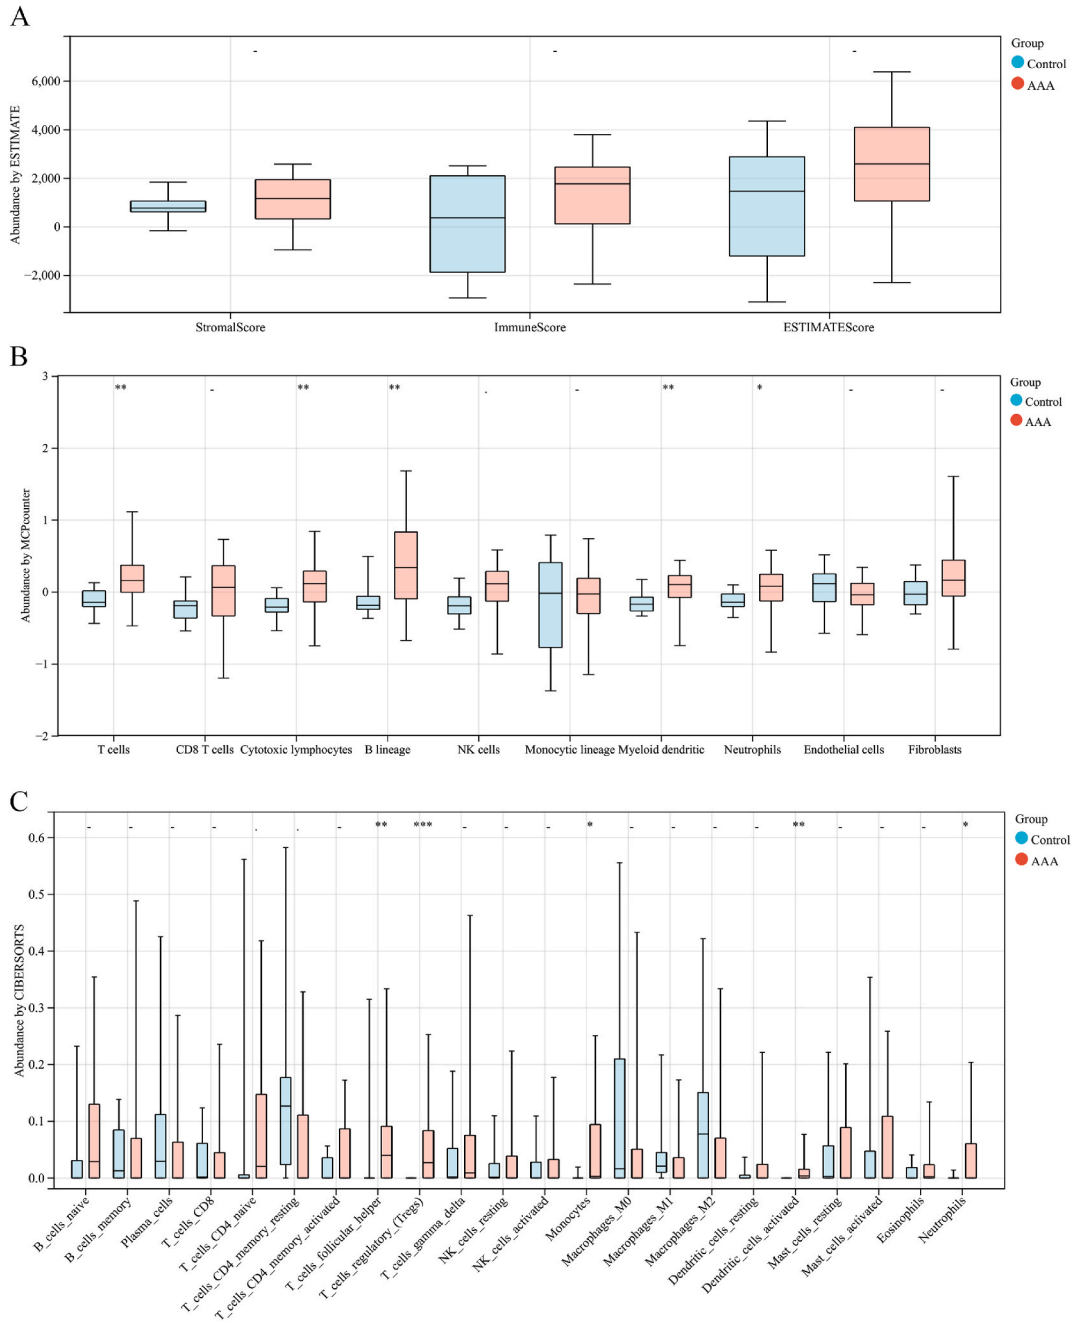 A
Group
Control
AAA
Abundance by ESTIMATE
6,000
4,000
2,000
0
−2,000
- - -
StromalScore ImmuneScore ESTIMATEScore
B
Group
Control
AAA
Abundance by MCPcounter
3
2
1
0
−1
−2
** - ** ** . - ** * - -
T cells CD8 T cells Cytotoxic lymphocytes B lineage NK cells Monocytic lineage Myeloid dendritic Neutrophils Endothelial cells Fibroblasts
C
Group
Control
AAA
Abundance by CIBERSORTS
0.6
0.5
0.4
0.3
0.2
0.1
0.0
- - - - . . - ** *** - - - * - - - - ** - - - *
B_cells_naive
B_cells_memory
Plasma_cells
T_cells_CD8
T_cells_CD4_naive
T_cells_CD4_memory_resting
T_cells_CD4_memory_activated
T_cells_follicular_helper
T_cells_regulatory_(Tregs)
T_cells_gamma_delta
NK_cells_resting
NK_cells_activated
Monocytes
Macrophages_M0
Macrophages_M1
Macrophages_M2
Dendritic_cells_resting
Dendritic_cells_activated
Mast_cells_resting
Mast_cells_activated
Eosinophils
Neutrophils